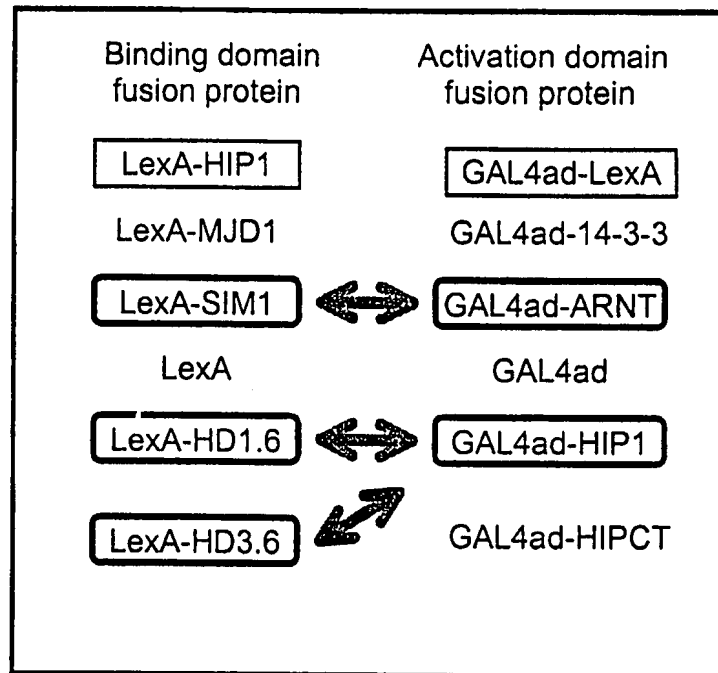 Binding domain
fusion protein
Activation domain
fusion protein
LexA-HIP1
GAL4ad-LexA
LexA-MJD1
GAL4ad-14-3-3
LexA-SIM1
GAL4ad-ARNT
LexA
GAL4ad
LexA-HD1.6
GAL4ad-HIP1
LexA-HD3.6
GAL4ad-HIPCT